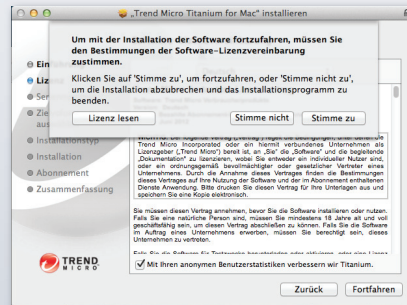 „Trend Micro Titanium for Mac“ installieren
Um mit der Installation der Software fortzufahren, müssen Sie
den Bestimmungen der Software-Lizenzvereinbarung
zustimmen.
Klicken Sie auf 'Stimme zu', um fortzufahren, oder 'Stimme nicht zu',
um die Installation abzubrechen und das Installationsprogramm zu
beenden.
Lizenz lesen
Stimme nicht
Stimme zu
Ein
Lize
Ser
Zie
aus
Installationstyp
Installation
Abonnement
Zusammenfassung
Trend Micro Incorporated oder ein hiermit verbundenes Unternehmen als
Lizenzgeber („Trend Micro“) bereit ist, an „Sie“ die „Software“ und die begleitende
„Dokumentation“ zu lizenzieren, wobei Sie entweder ein individueller Nutzer sind,
oder ein ordnungsgemäß bevollmächtigter oder gesetzlicher Vertreter eines
Unternehmens. Durch die Annahme dieses Vertrages finden die Bestimmungen
dieses Vertrages auf Ihre Nutzung der Software und der im Abonnement enthaltenen
Dienste Anwendung. Bitte drucken Sie diesen Vertrag für Ihre Unterlagen aus und
speichern Sie eine Kopie elektronisch.
Sie müssen diesen Vertrag annehmen, bevor Sie die Software installieren oder nutzen.
Falls Sie eine natürliche Person sind, müssen Sie mindestens 18 Jahre alt und voll
geschäftsfähig sein, um diesen Vertrag abschließen zu können. Falls Sie die Software
im Auftrag eines Unternehmens erwerben, müssen Sie berechtigt sein, dieses
Unternehmen zu vertreten.
TREND
MICRO
Mit Ihren anonymen Benutzerstatistiken verbessern wir Titanium.
Zurück
Fortfahren